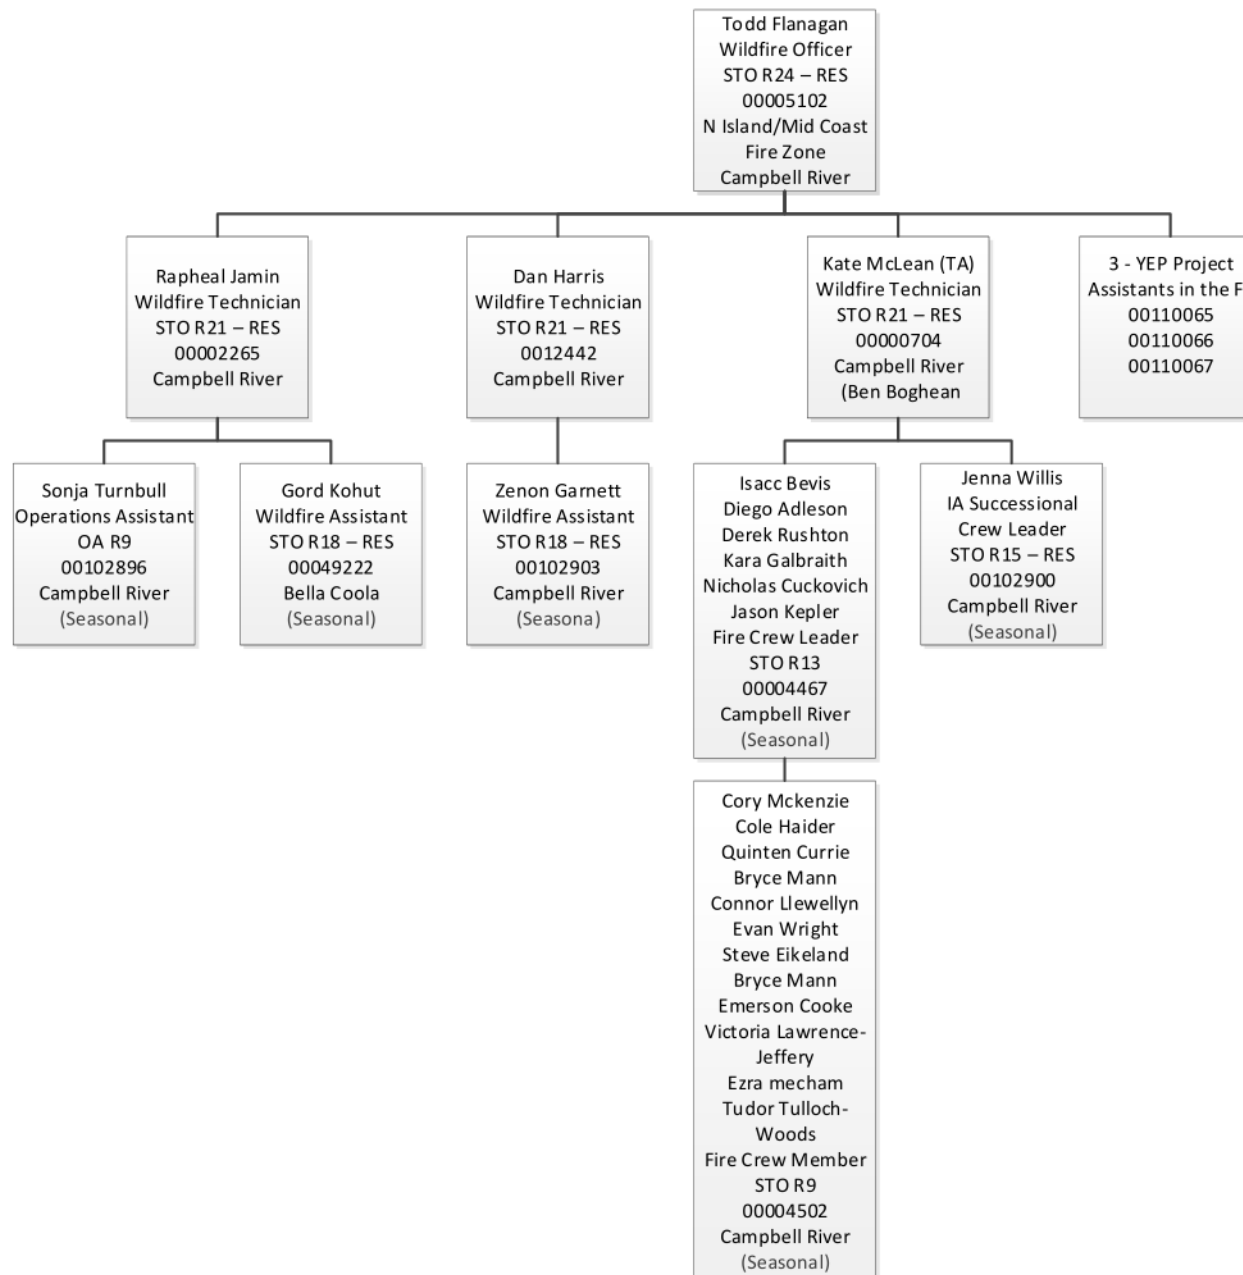 Todd Flanagan
Wildfire Officer
STO R24 – RES
00005102
N Island/Mid Coast
Fire Zone
Campbell River
Rapheal Jamin
Wildfire Technician
STO R21 – RES
00002265
Campbell River
Dan Harris
Wildfire Technician
STO R21 – RES
0012442
Campbell River
Kate McLean (TA)
Wildfire Technician
STO R21 – RES
00000704
Campbell River
(Ben Boghean
3 - YEP Project
Assistants in the F
00110065
00110066
00110067
Sonja Turnbull
Operations Assistant
OA R9
00102896
Campbell River
(Seasonal)
Gord Kohut
Wildfire Assistant
STO R18 – RES
00049222
Bella Coola
(Seasonal)
Zenon Garnett
Wildfire Assistant
STO R18 – RES
00102903
Campbell River
(Seasona)
Isacc Bevis
Diego Adleson
Derek Rushton
Kara Galbraith
Nicholas Cuckovich
Jason Kepler
Fire Crew Leader
STO R13
00004467
Campbell River
(Seasonal)
Jenna Willis
IA Successional
Crew Leader
STO R15 – RES
00102900
Campbell River
(Seasonal)
Cory Mckenzie
Cole Haider
Quinten Currie
Bryce Mann
Connor Llewellyn
Evan Wright
Steve Eikeland
Bryce Mann
Emerson Cooke
Victoria Lawrence-
Jeffery
Ezra mecham
Tudor Tulloch-
Woods
Fire Crew Member
STO R9
00004502
Campbell River
(Seasonal)